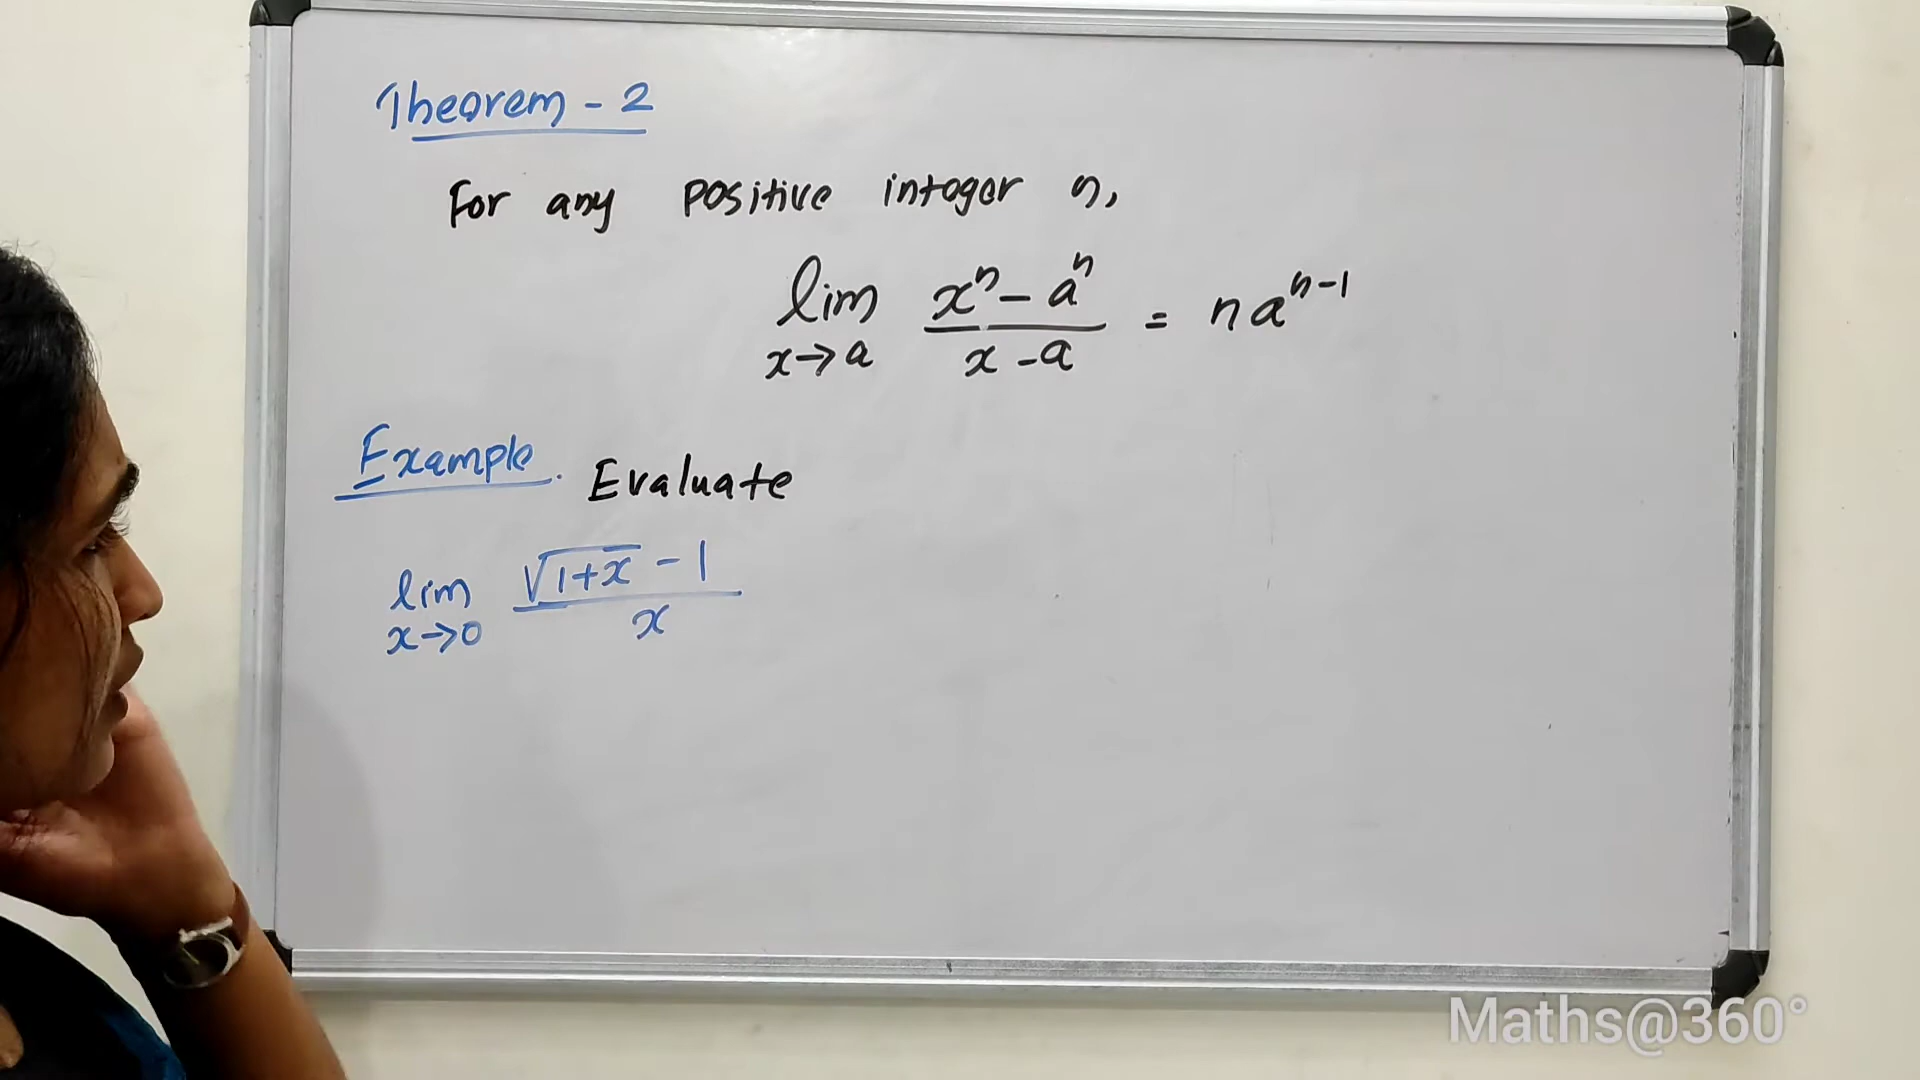 Theorem - 2
For any positive integer n,
lim x→a (xⁿ - aⁿ)/(x - a) = naⁿ⁻¹
Example. Evaluate
lim x→0 (√(1+x) - 1)/x
Maths@360°